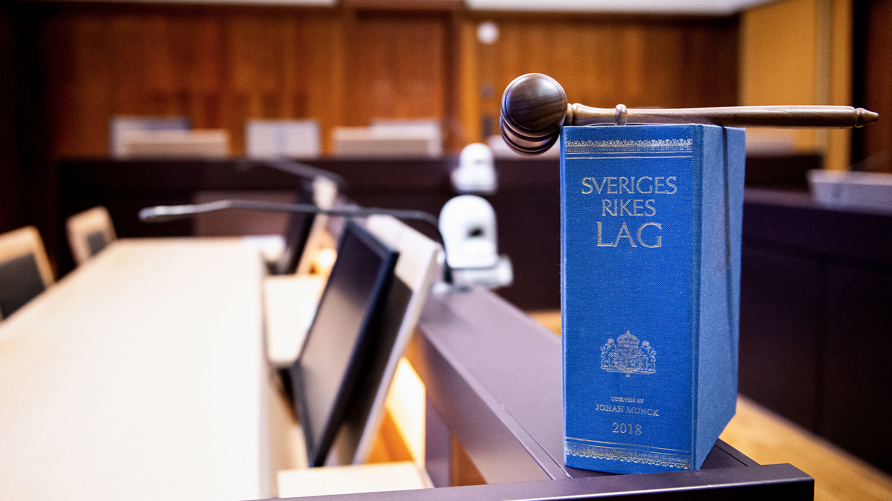 SVERIGES
RIKES
LAG
UTGIVEN AV
JOHAN MUNCK
2018